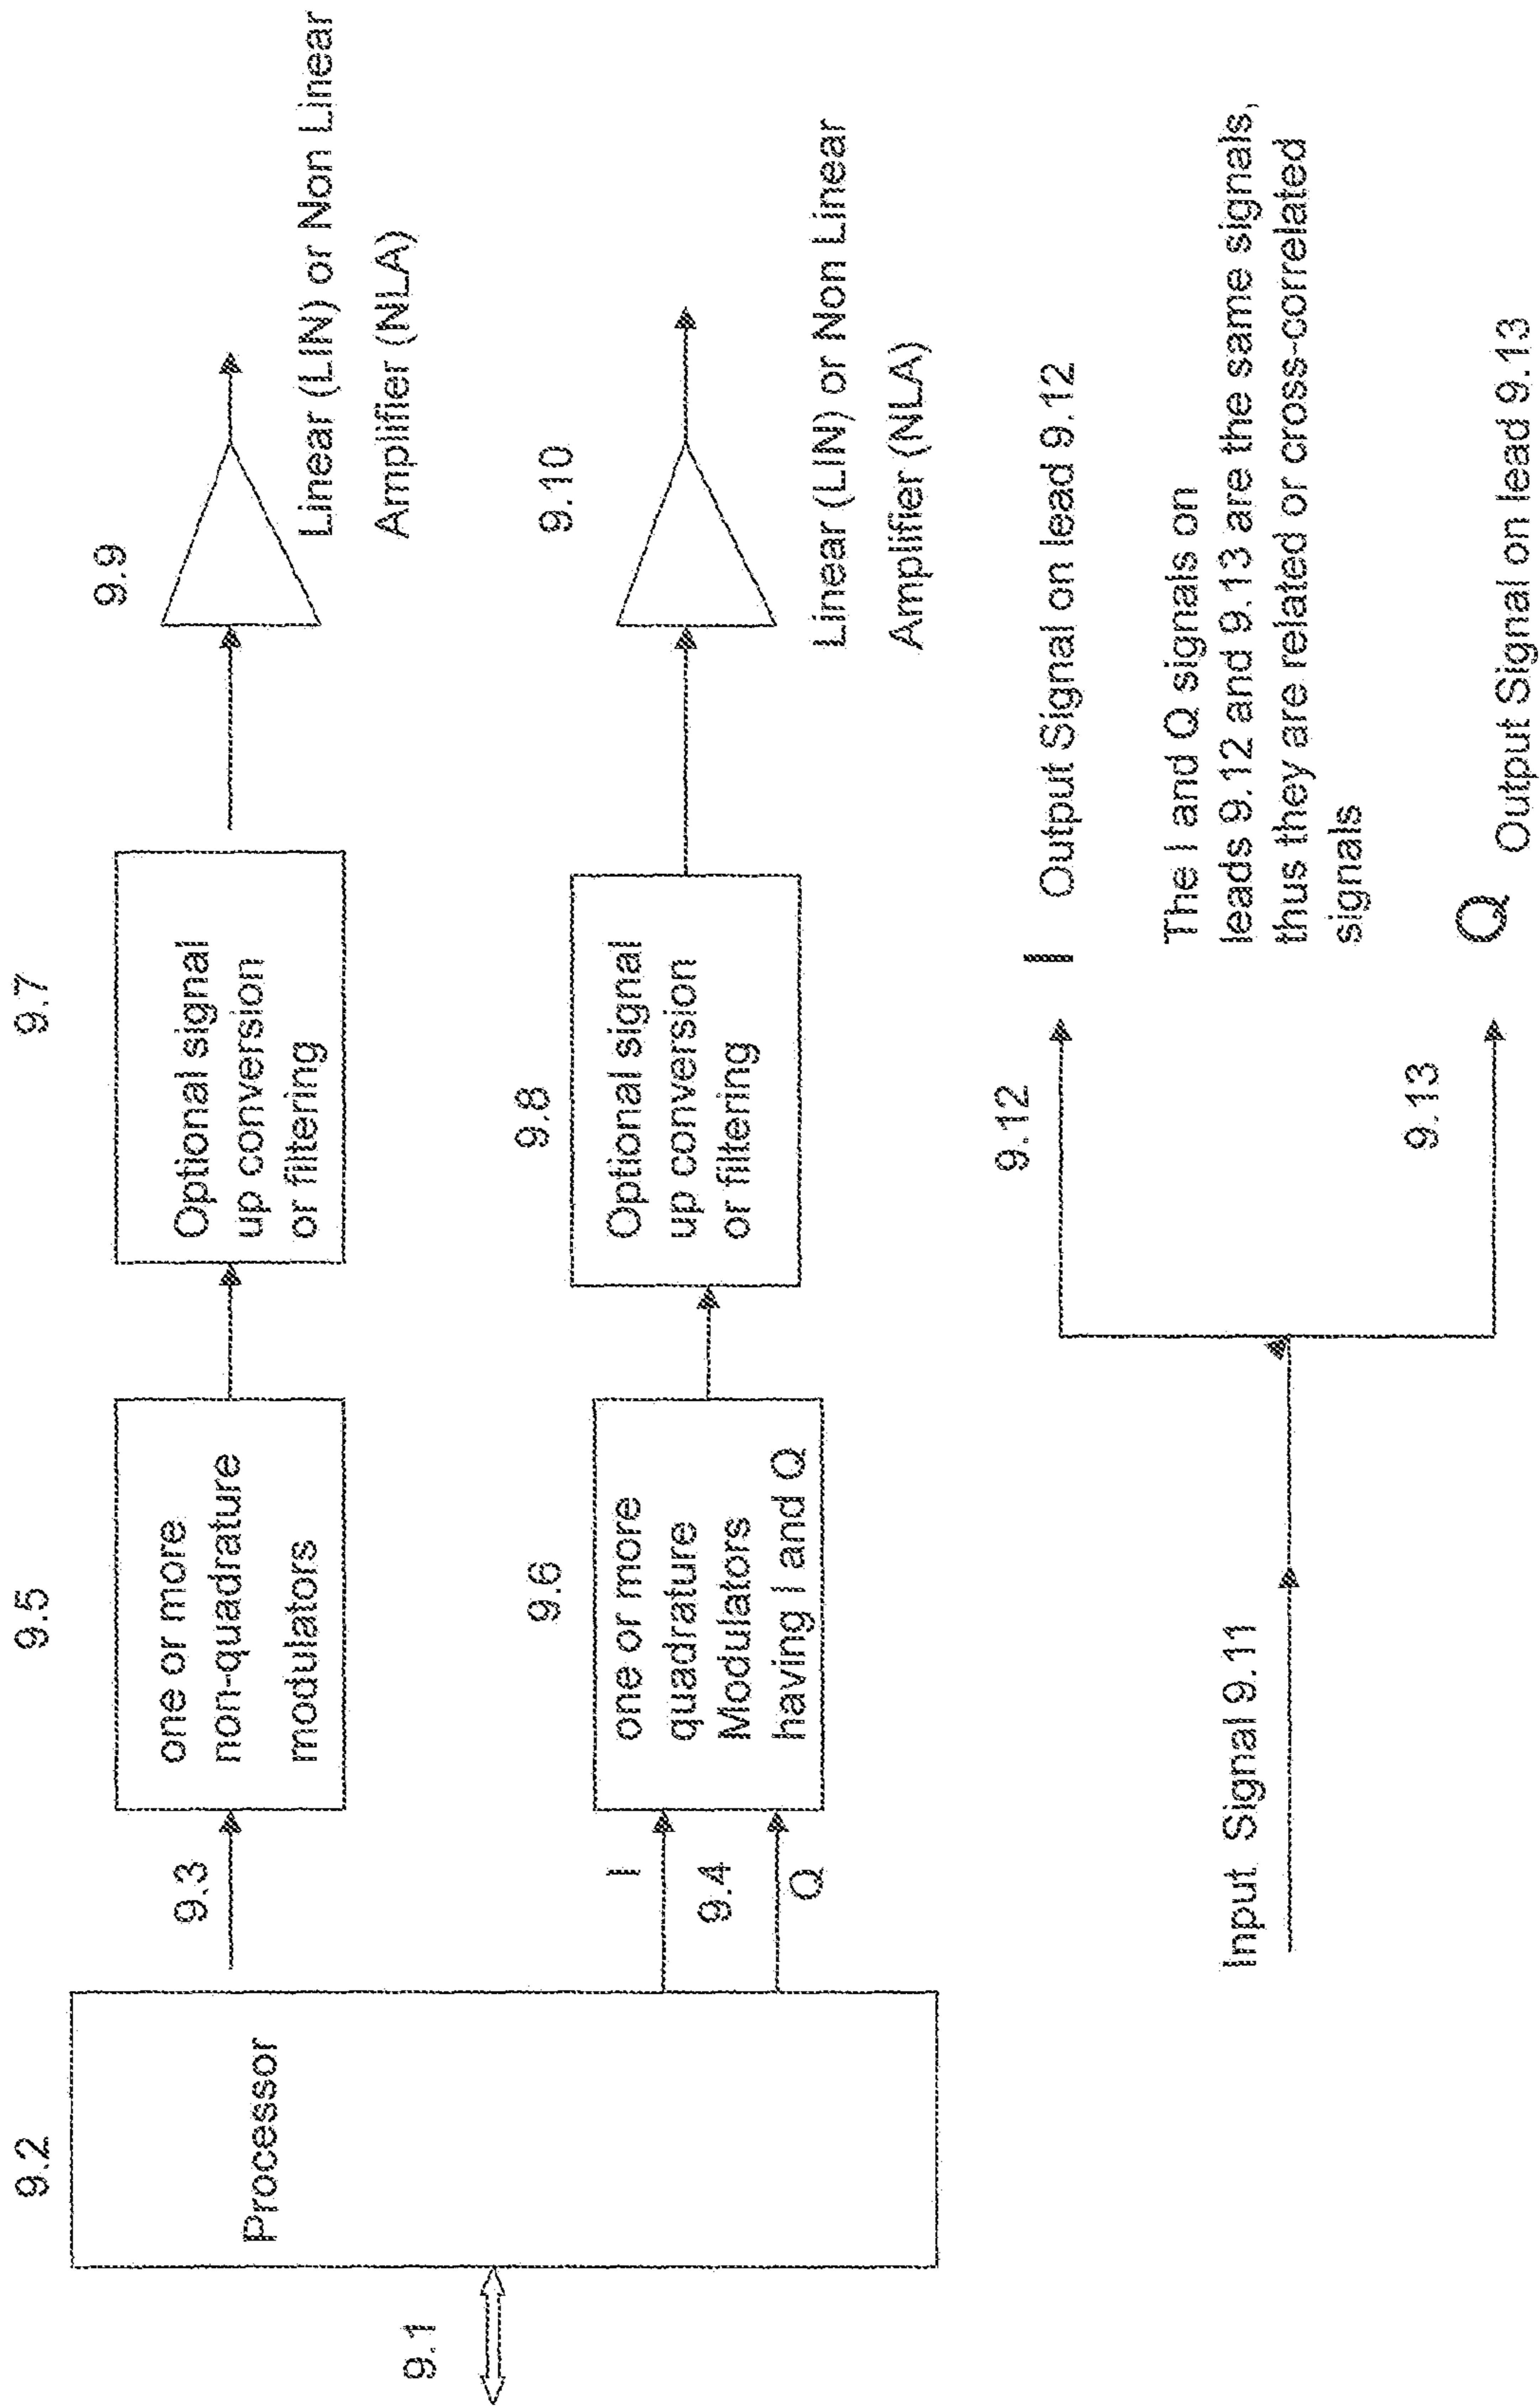 9.1
9.2
Processor
9.3
I
9.4
Q
9.5
one or more
non-quadrature
modulators
9.6
one or more
quadrature
Modulators
having I and Q
9.7
Optional signal
up conversion
or filtering
9.8
Optional signal
up conversion
or filtering
9.9
Linear (LIN) or Non Linear
Amplifier (NLA)
9.10
Linear (LIN) or Non Linear
Amplifier (NLA)
Input Signal 9.11
9.12
I Output Signal on lead 9.12
The I and Q signals on
leads 9.12 and 9.13 are the same signals,
thus they are related or cross-correlated
signals
9.13
Q Output Signal on lead 9.13